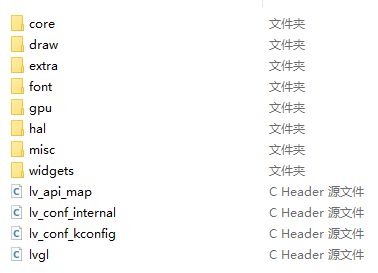 core 文件夹
draw 文件夹
extra 文件夹
font 文件夹
gpu 文件夹
hal 文件夹
misc 文件夹
widgets 文件夹
lv_api_map C Header 源文件
lv_conf_internal C Header 源文件
lv_conf_kconfig C Header 源文件
lvgl C Header 源文件